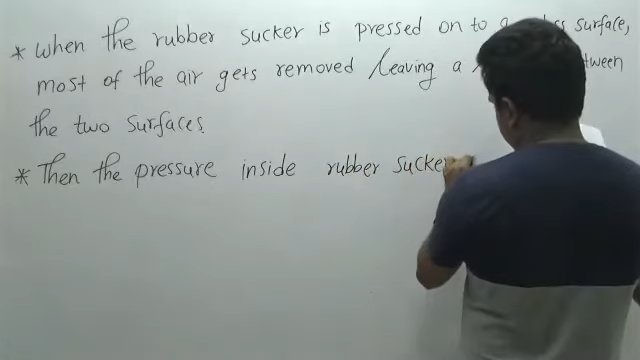 * when the rubber sucker is pressed on to a surface,
most of the air gets removed leaving a
the two surfaces.
* Then the pressure inside rubber sucke